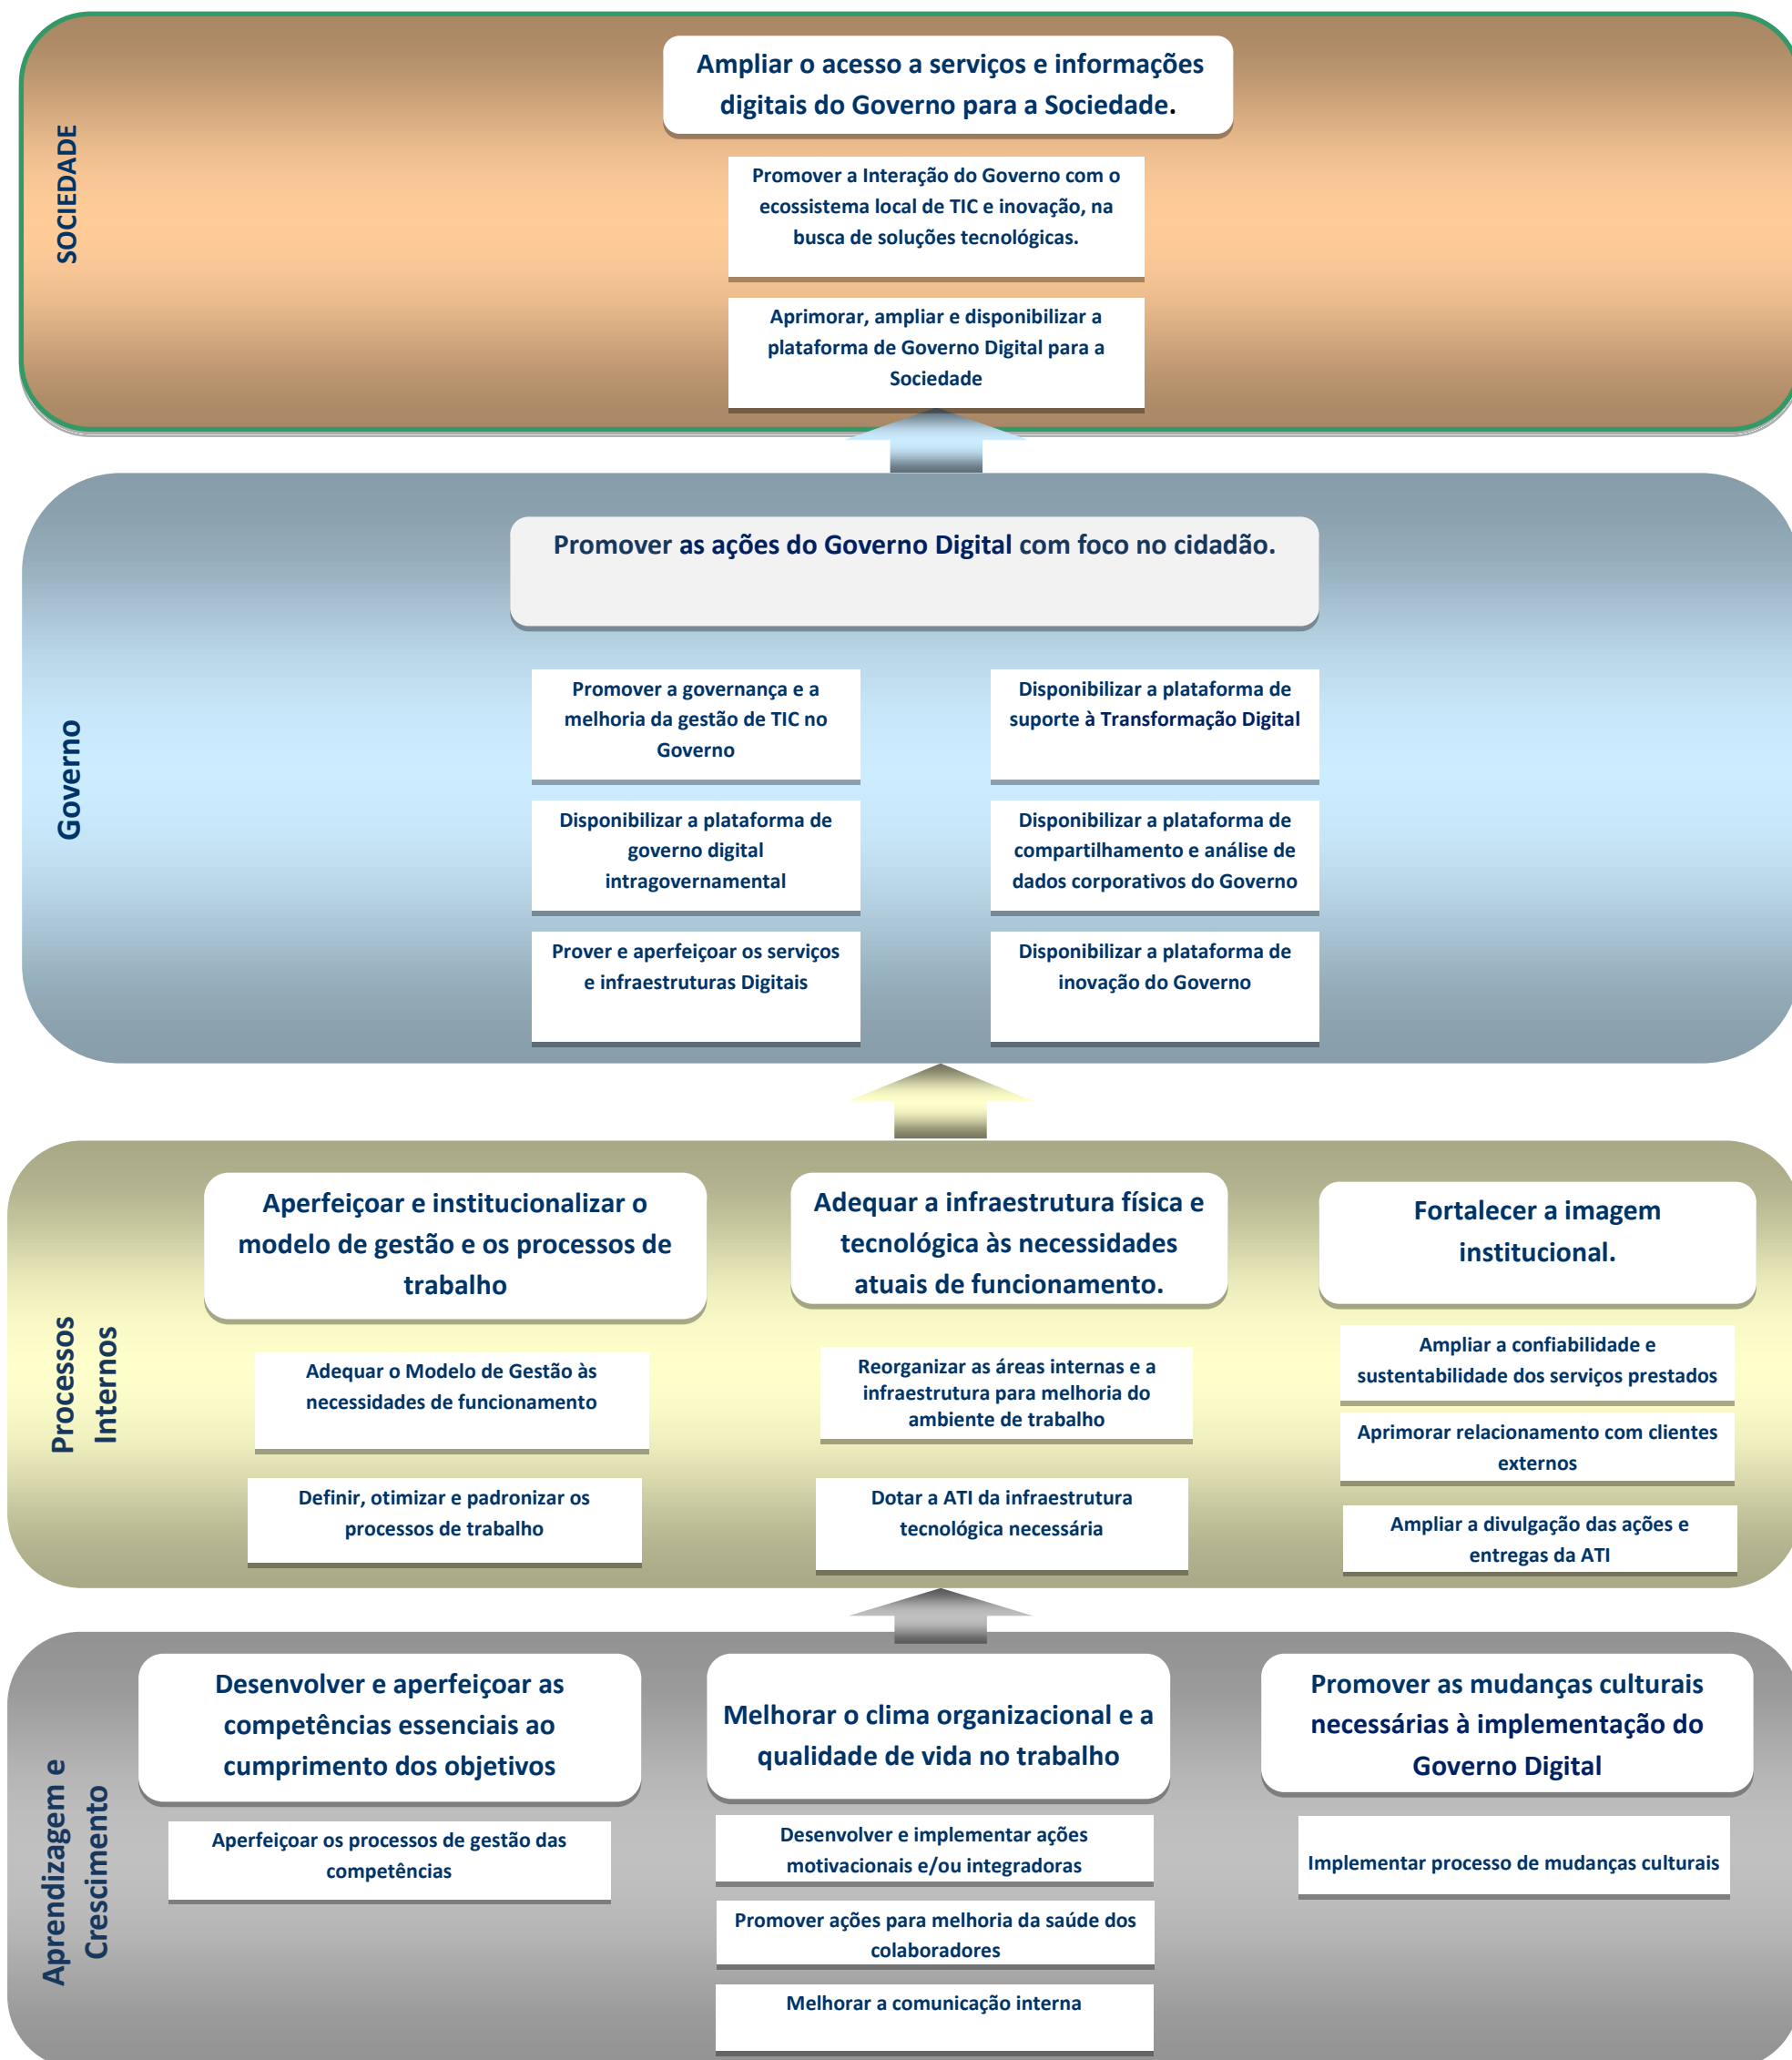 SOCIEDADE
Ampliar o acesso a serviços e informações
digitais do Governo para a Sociedade.
Promover a Interação do Governo com o
ecossistema local de TIC e inovação, na
busca de soluções tecnológicas.
Aprimorar, ampliar e disponibilizar a
plataforma de Governo Digital para a
Sociedade
Governo
Promover as ações do Governo Digital com foco no cidadão.
Promover a governança e a
melhoria da gestão de TIC no
Governo
Disponibilizar a plataforma de
suporte à Transformação Digital
Disponibilizar a plataforma de
governo digital
intragovernamental
Disponibilizar a plataforma de
compartilhamento e análise de
dados corporativos do Governo
Prover e aperfeiçoar os serviços
e infraestruturas Digitais
Disponibilizar a plataforma de
inovação do Governo
Processos
Internos
Aperfeiçoar e institucionalizar o
modelo de gestão e os processos de
trabalho
Adequar o Modelo de Gestão às
necessidades de funcionamento
Definir, otimizar e padronizar os
processos de trabalho
Adequar a infraestrutura física e
tecnológica às necessidades
atuais de funcionamento.
Reorganizar as áreas internas e a
infraestrutura para melhoria do
ambiente de trabalho
Dotar a ATI da infraestrutura
tecnológica necessária
Fortalecer a imagem
institucional.
Ampliar a confiabilidade e
sustentabilidade dos serviços prestados
Aprimorar relacionamento com clientes
externos
Ampliar a divulgação das ações e
entregas da ATI
Aprendizagem e
Crescimento
Desenvolver e aperfeiçoar as
competências essenciais ao
cumprimento dos objetivos
Aperfeiçoar os processos de gestão das
competências
Melhorar o clima organizacional e a
qualidade de vida no trabalho
Desenvolver e implementar ações
motivacionais e/ou integradoras
Promover ações para melhoria da saúde dos
colaboradores
Melhorar a comunicação interna
Promover as mudanças culturais
necessárias à implementação do
Governo Digital
Implementar processo de mudanças culturais